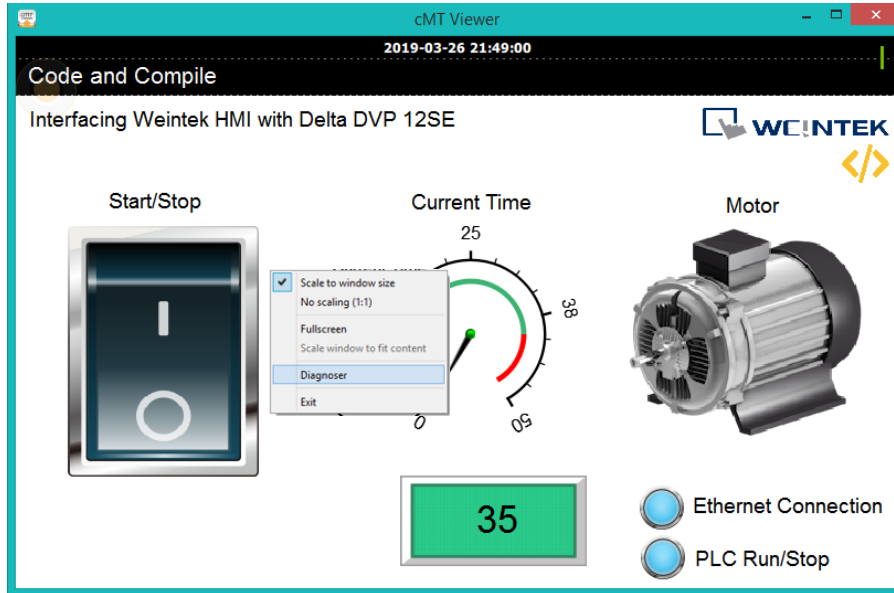 cMT Viewer
2019-03-26 21:49:00
Code and Compile
Interfacing Weintek HMI with Delta DVP 12SE
WE!NTEK
</>
Start/Stop
Current Time
Motor
25
38
50
0
Scale to window size
No scaling (1:1)
Fullscreen
Scale window to fit content
Diagnoser
Exit
35
Ethernet Connection
PLC Run/Stop